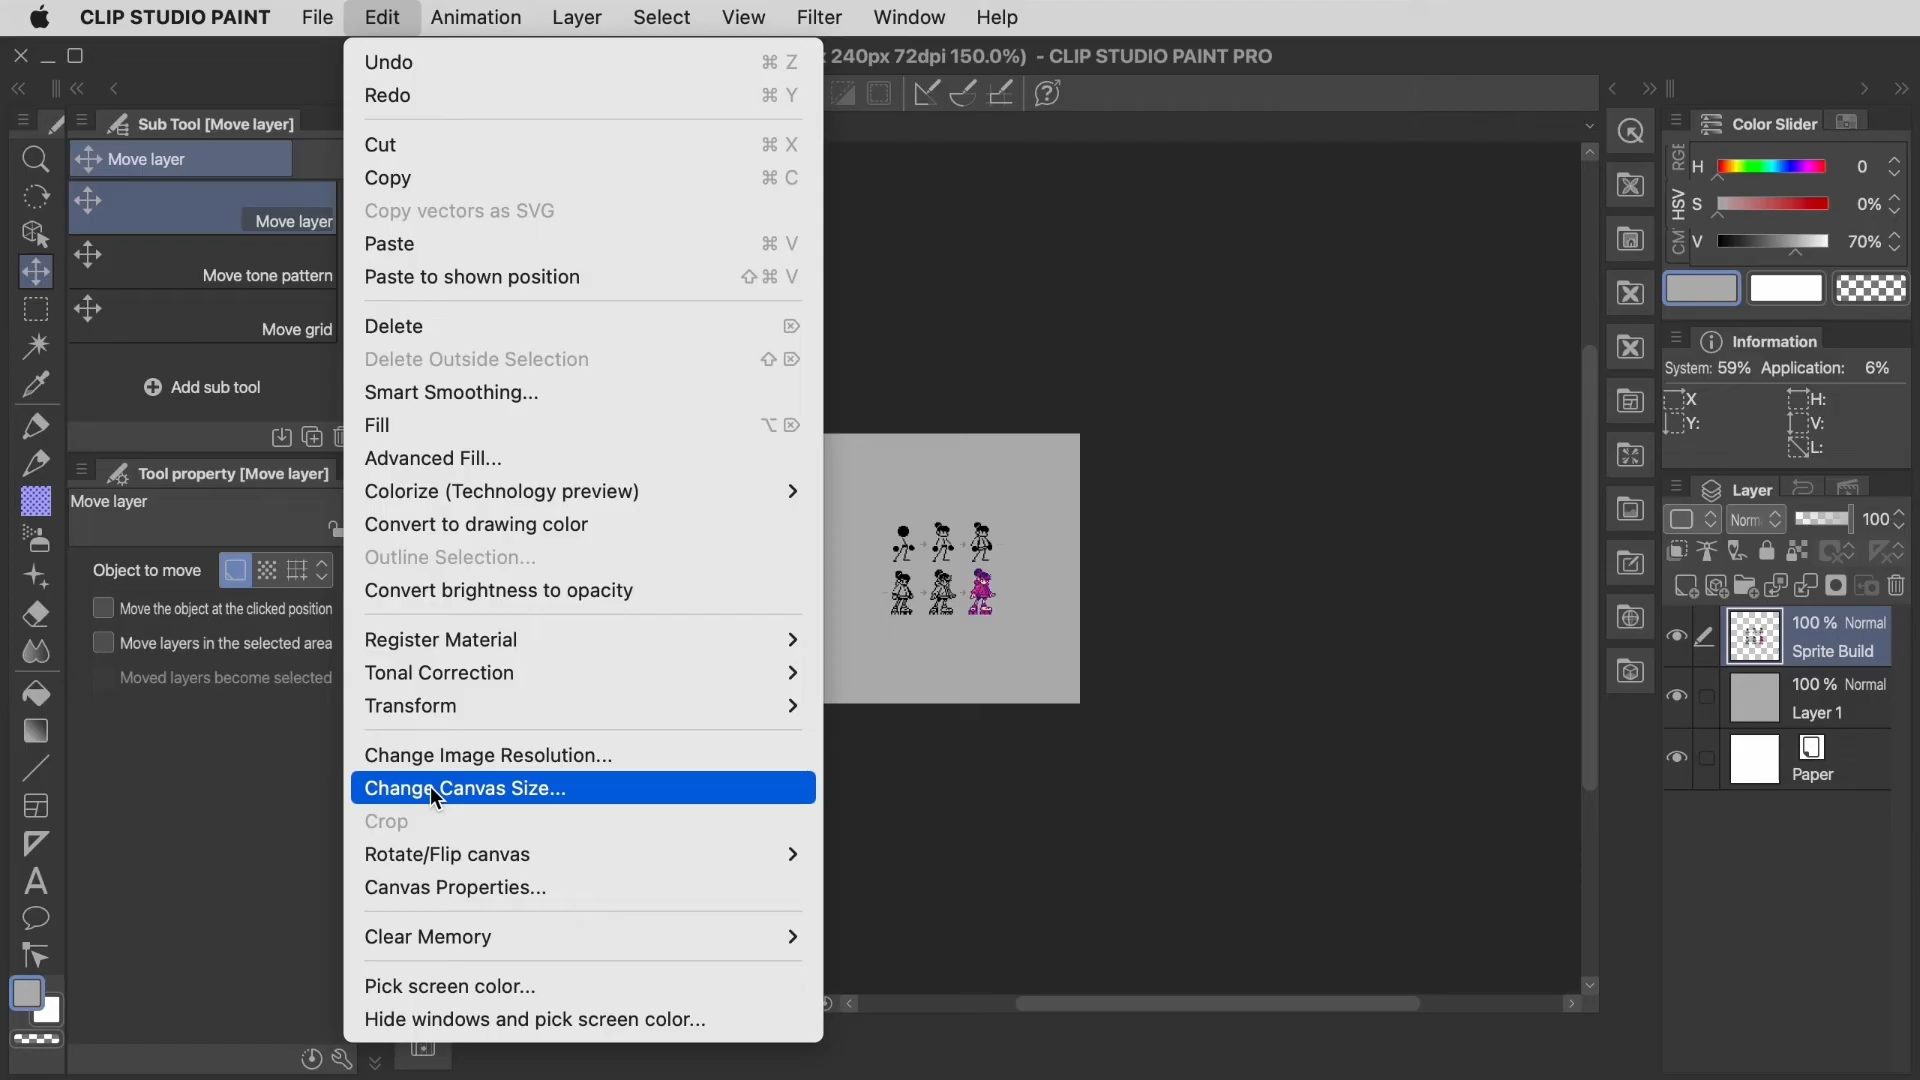 CLIP STUDIO PAINT File Edit Animation Layer Select View Filter Window Help
240px 72dpi 150.0%) - CLIP STUDIO PAINT PRO
Sub Tool [Move layer]
Move layer
Move layer
Move tone pattern
Move grid
Add sub tool
Tool property [Move layer]
Move layer
Object to move
Move the object at the clicked position
Move layers in the selected area
Moved layers become selected
Undo ⌘ Z
Redo ⌘ Y
Cut ⌘ X
Copy ⌘ C
Copy vectors as SVG
Paste ⌘ V
Paste to shown position ⇧⌘ V
Delete ⌦
Delete Outside Selection ⇧⌦
Smart Smoothing...
Fill ⌥⌦
Advanced Fill...
Colorize (Technology preview)
Convert to drawing color
Outline Selection...
Convert brightness to opacity
Register Material
Tonal Correction
Transform
Change Image Resolution...
Change Canvas Size...
Crop
Rotate/Flip canvas
Canvas Properties...
Clear Memory
Pick screen color...
Hide windows and pick screen color...
Color Slider
HSV
H 0
S 0%
V 70%
Information
System: 59% Application: 6%
X H:
Y: V:
L:
Layer
Norm 100
100 % Normal
Sprite Build
100 % Normal
Layer 1
Paper